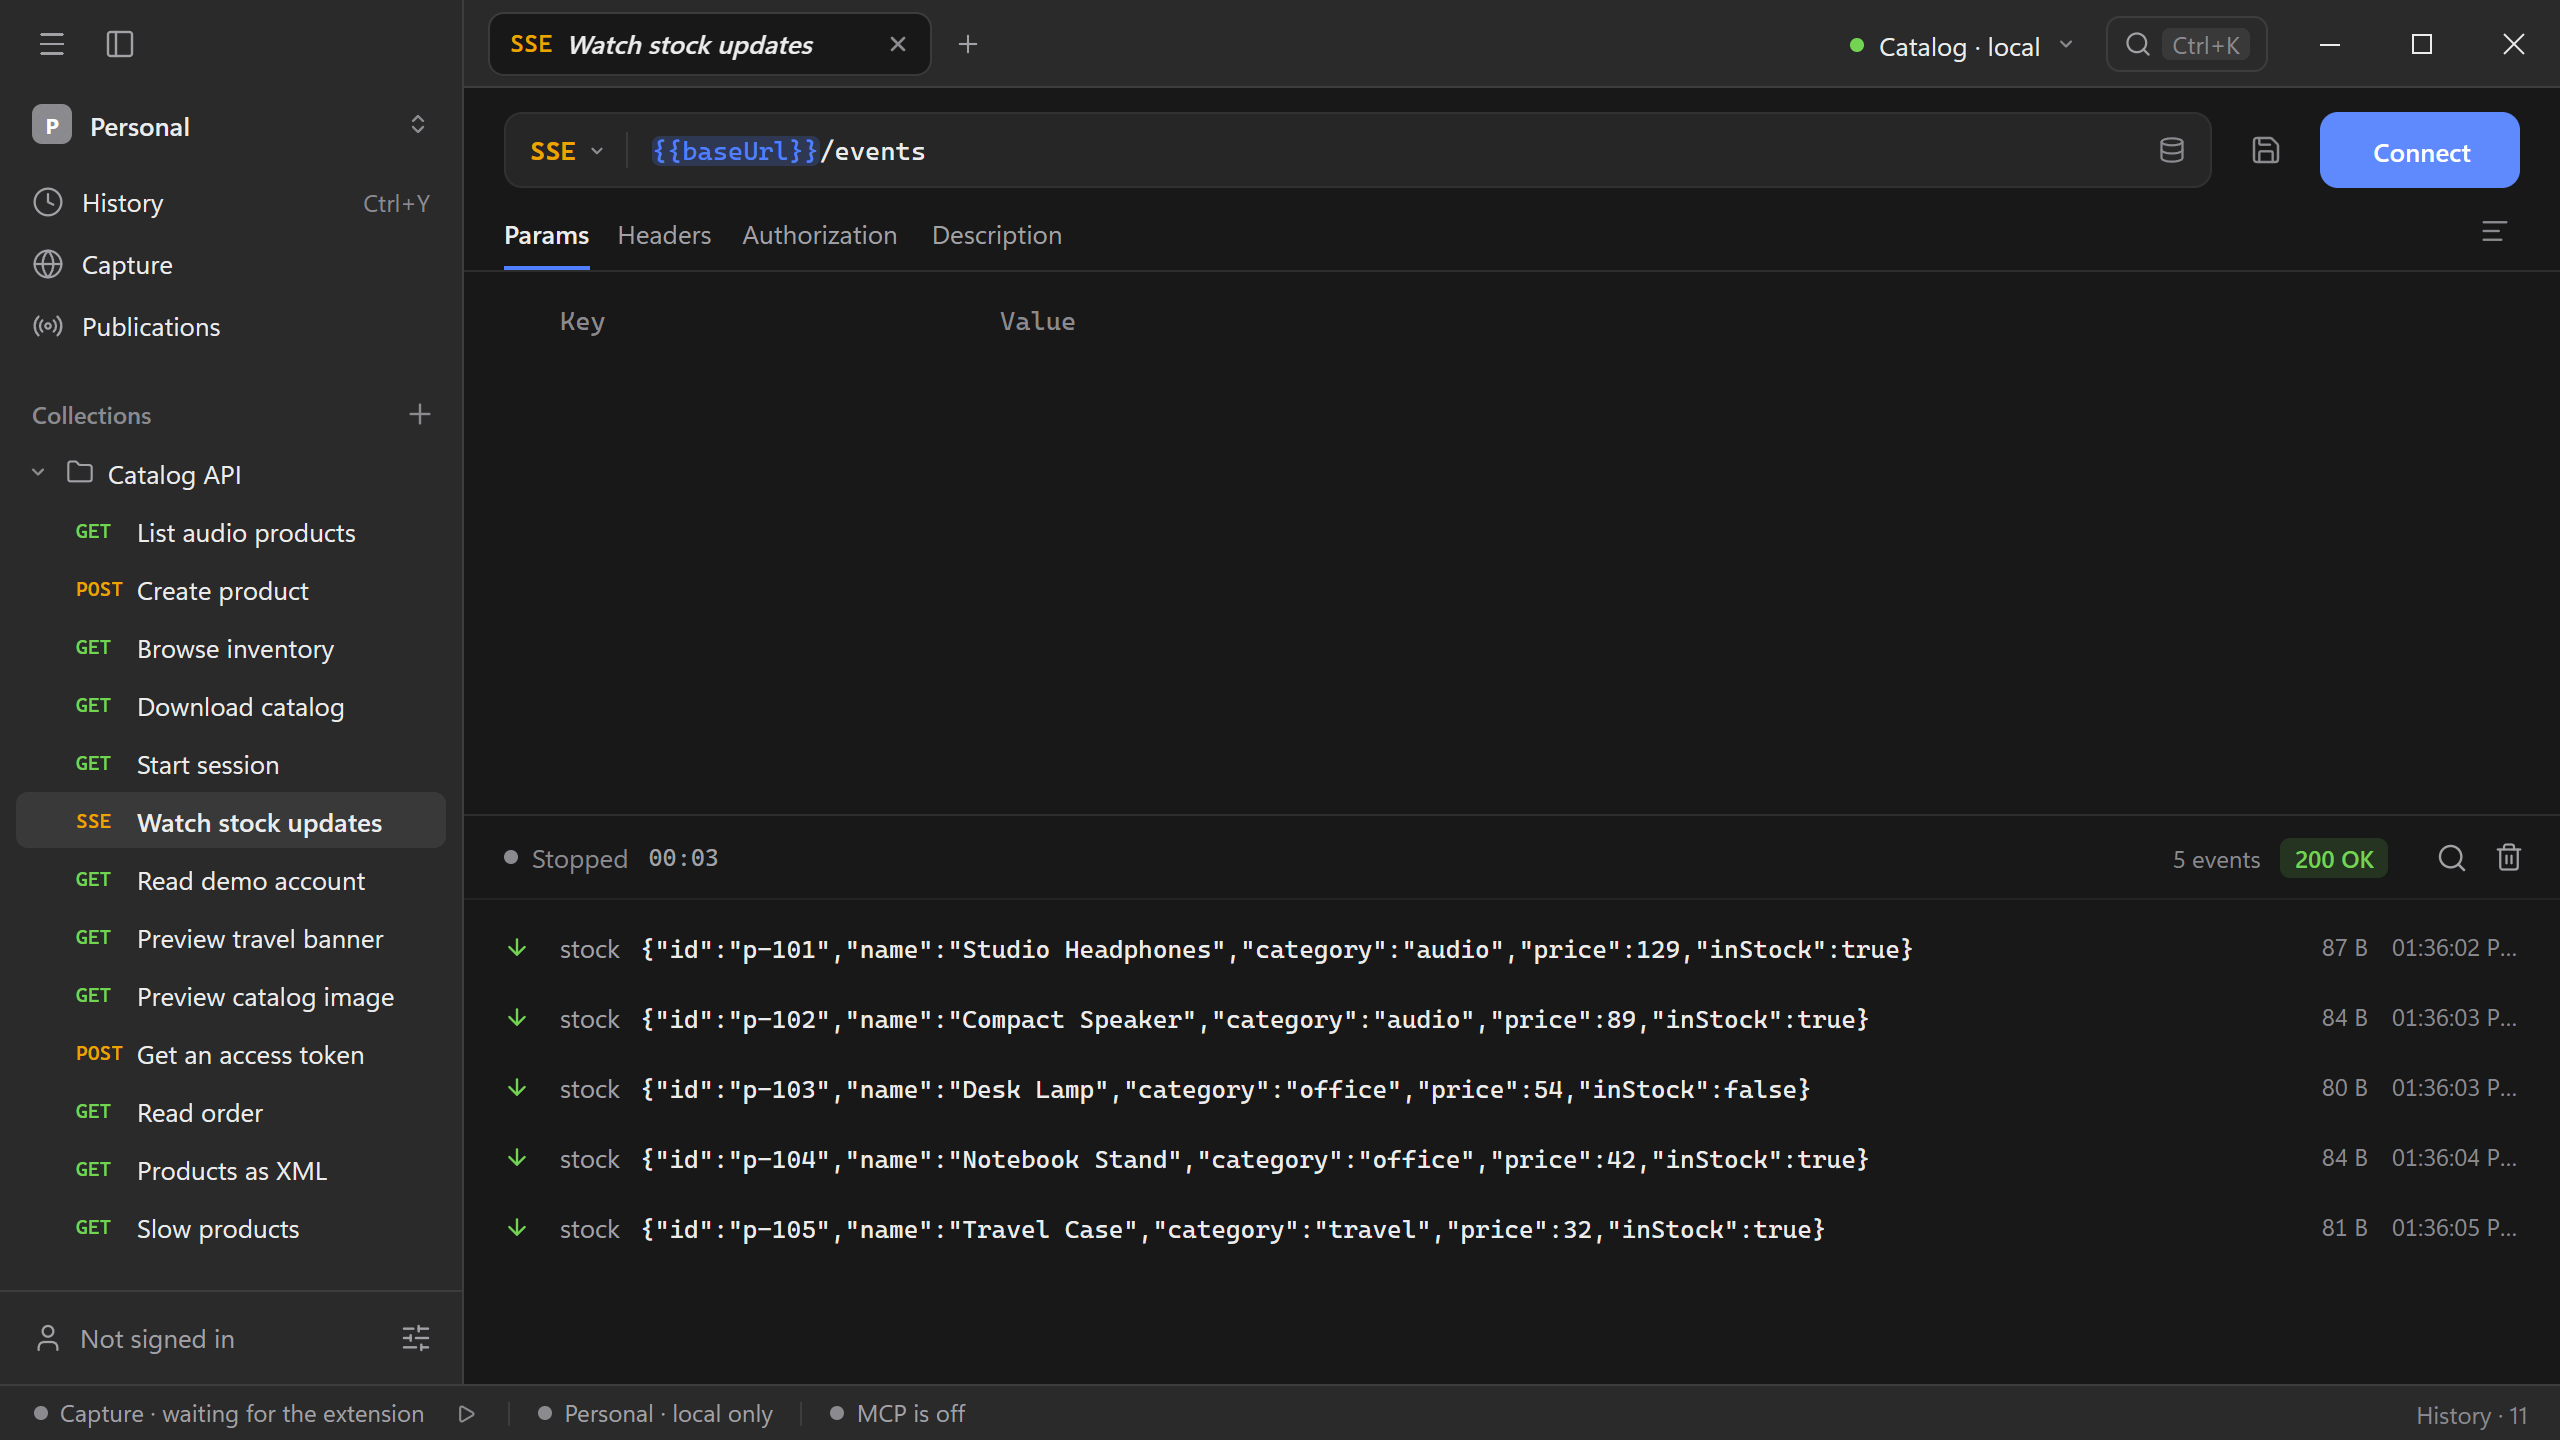 SSE Watch stock updates
Catalog · local
Ctrl+K
P Personal
History Ctrl+Y
Capture
Publications
Collections
Catalog API
GET List audio products
POST Create product
GET Browse inventory
GET Download catalog
GET Start session
SSE Watch stock updates
GET Read demo account
GET Preview travel banner
GET Preview catalog image
POST Get an access token
GET Read order
GET Products as XML
GET Slow products
Not signed in
SSE {{baseUrl}}/events
Connect
Params Headers Authorization Description
Key Value
Stopped 00:03 5 events 200 OK
stock {"id":"p-101","name":"Studio Headphones","category":"audio","price":129,"inStock":true} 87 B 01:36:02 P...
stock {"id":"p-102","name":"Compact Speaker","category":"audio","price":89,"inStock":true} 84 B 01:36:03 P...
stock {"id":"p-103","name":"Desk Lamp","category":"office","price":54,"inStock":false} 80 B 01:36:03 P...
stock {"id":"p-104","name":"Notebook Stand","category":"office","price":42,"inStock":true} 84 B 01:36:04 P...
stock {"id":"p-105","name":"Travel Case","category":"travel","price":32,"inStock":true} 81 B 01:36:05 P...
Capture · waiting for the extension
Personal · local only
MCP is off
History · 11